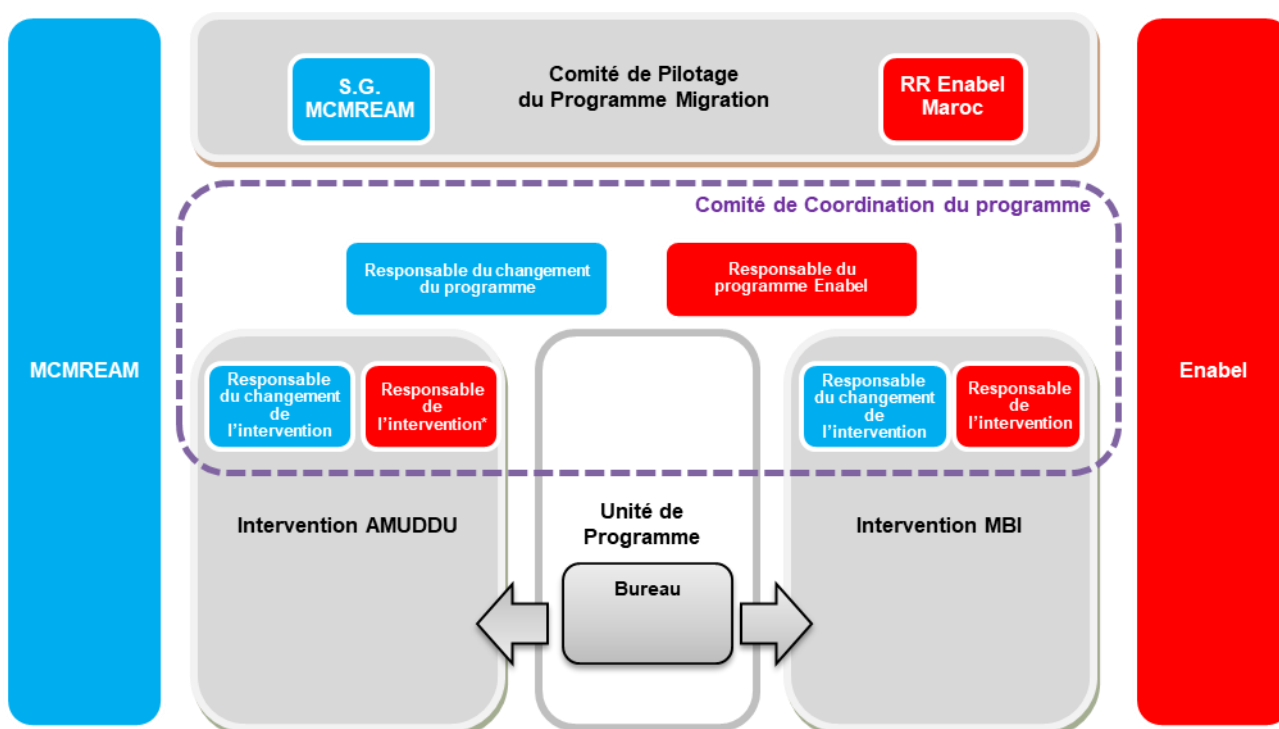 MCMREAM
S.G.
MCMREAM
Comité de Pilotage
du Programme Migration
RR Enabel
Maroc
Enabel
Comité de Coordination du programme
Responsable du changement
du programme
Responsable du
programme Enabel
Responsable
du changement
de
l’intervention
Responsable
de
l’intervention*
Responsable
du changement
de
l’intervention
Responsable
de
l’intervention
Intervention AMUDDU
Unité de
Programme
Bureau
Intervention MBI